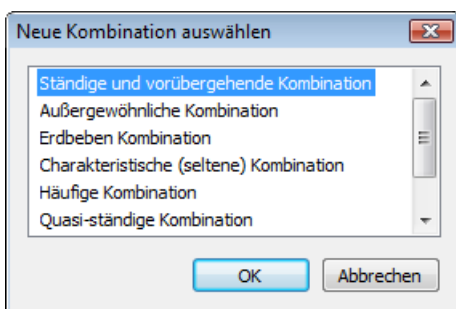 Neue Kombination auswählen
Ständige und vorübergehende Kombination
Außergewöhnliche Kombination
Erdbeben Kombination
Charakteristische (seltene) Kombination
Häufige Kombination
Quasi-ständige Kombination
OK
Abbrechen